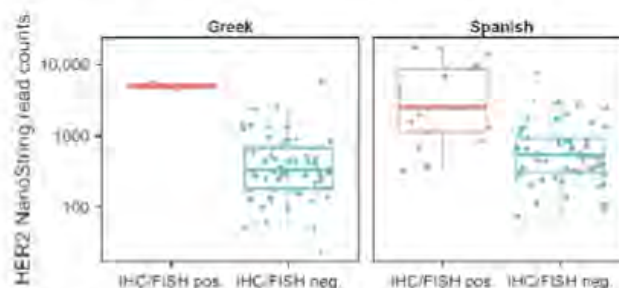 Greek
Spanish
HER2 NanoString read counts.
10,000
1000
100
IHC/FISH pos. IHC/FISH neg.
IHC/FISH pos. IHC/FISH neg.